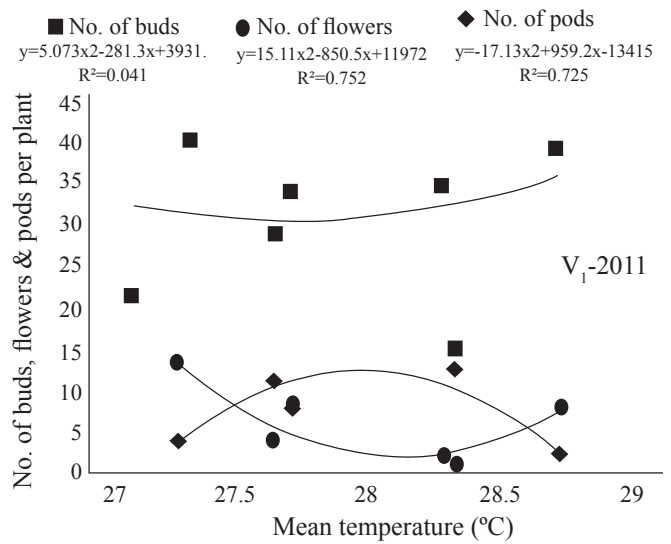 No. of buds No. of flowers No. of pods
y=5.073x2-281.3x+3931. y=15.11x2-850.5x+11972 y=-17.13x2+959.2x-13415
R²=0.041 R²=0.752 R²=0.725
No. of buds, flowers & pods per plant
45
40
35
30
25
20
15
10
5
0
V₁-2011
27 27.5 28 28.5 29
Mean temperature (ºC)